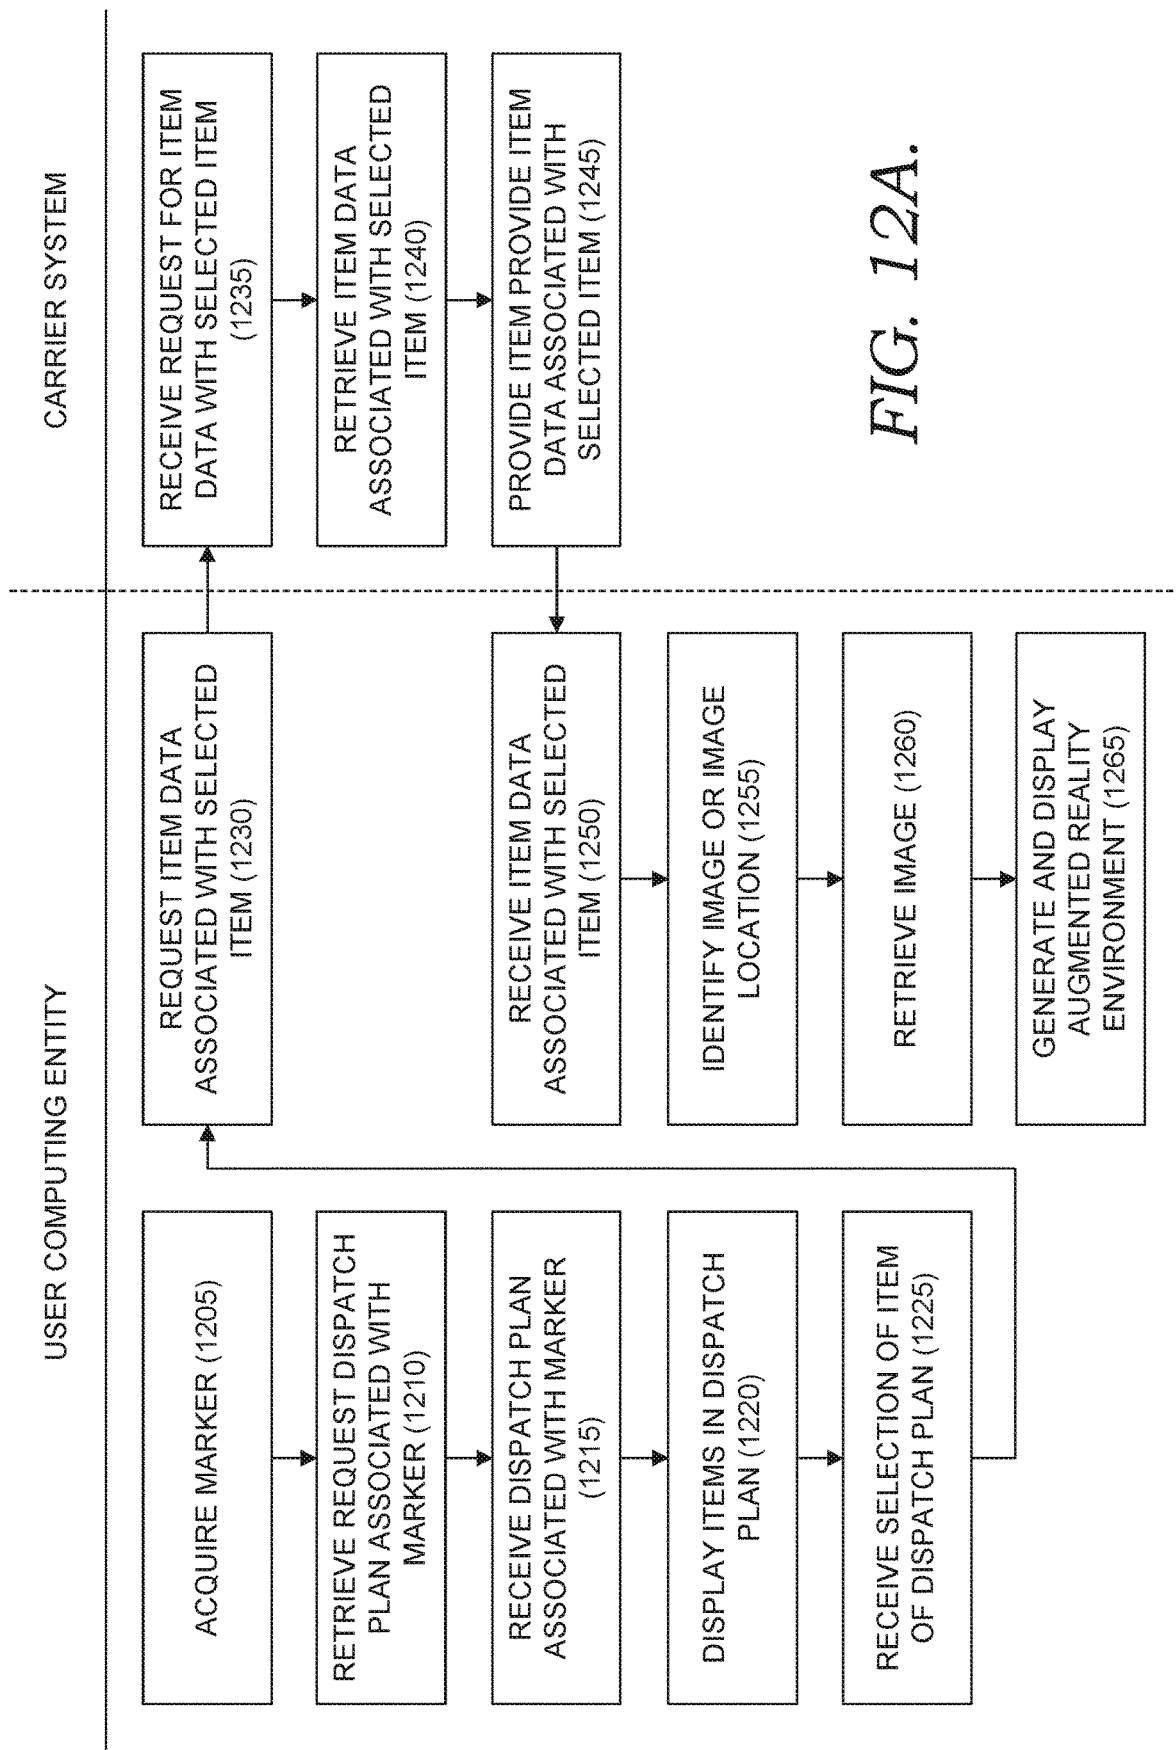 USER COMPUTING ENTITY
CARRIER SYSTEM
ACQUIRE MARKER (1205)
RETRIEVE REQUEST DISPATCH
PLAN ASSOCIATED WITH
MARKER (1210)
RECEIVE DISPATCH PLAN
ASSOCIATED WITH MARKER
(1215)
DISPLAY ITEMS IN DISPATCH
PLAN (1220)
RECEIVE SELECTION OF ITEM
OF DISPATCH PLAN (1225)
REQUEST ITEM DATA
ASSOCIATED WITH SELECTED
ITEM (1230)
RECEIVE REQUEST FOR ITEM
DATA WITH SELECTED ITEM
(1235)
RETRIEVE ITEM DATA
ASSOCIATED WITH SELECTED
ITEM (1240)
PROVIDE ITEM PROVIDE ITEM
DATA ASSOCIATED WITH
SELECTED ITEM (1245)
RECEIVE ITEM DATA
ASSOCIATED WITH SELECTED
ITEM (1250)
IDENTIFY IMAGE OR IMAGE
LOCATION (1255)
RETRIEVE IMAGE (1260)
GENERATE AND DISPLAY
AUGMENTED REALITY
ENVIRONMENT (1265)
FIG. 12A.